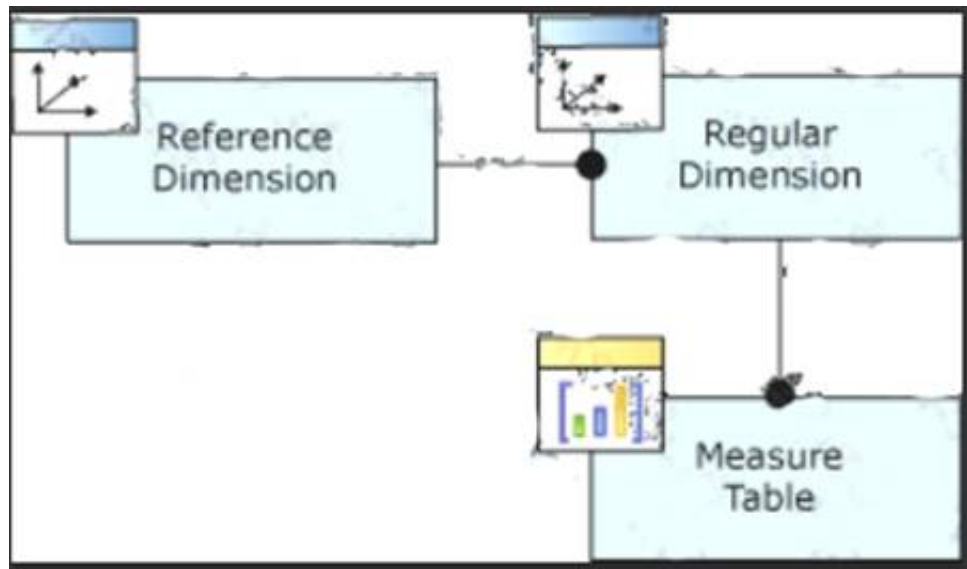 Reference
Dimension
Regular
Dimension
Measure
Table